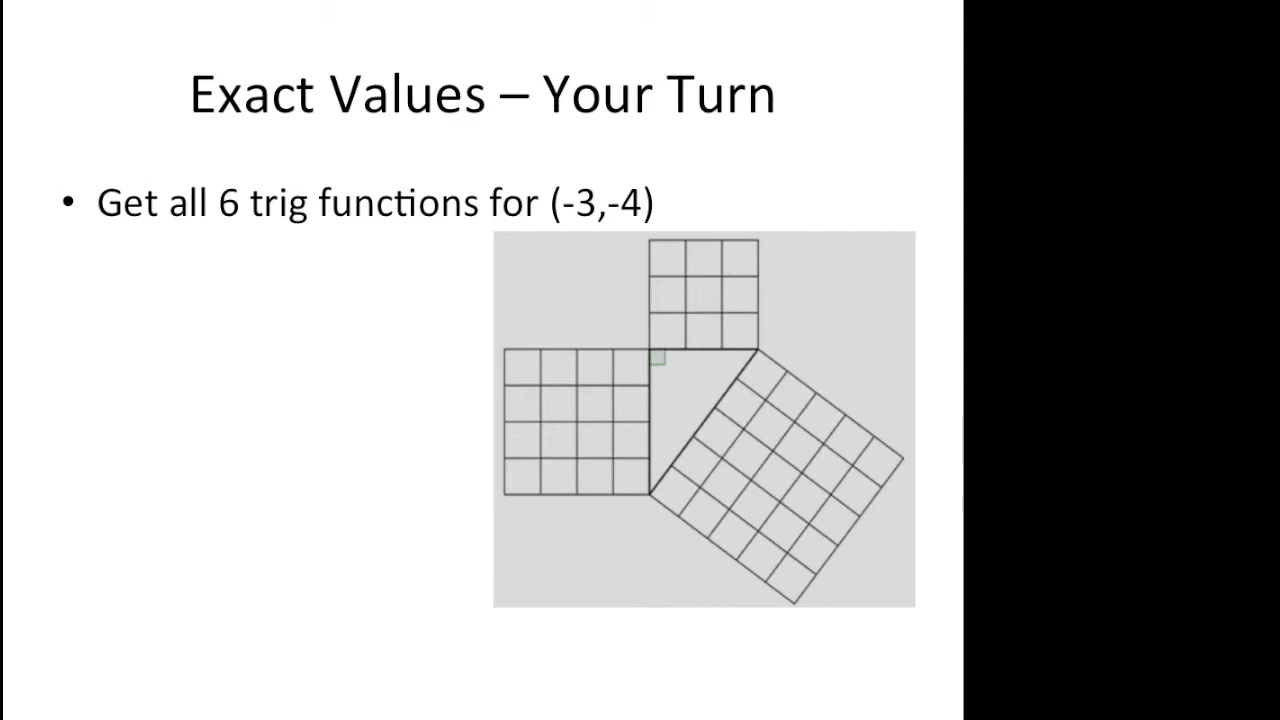 Exact Values – Your Turn
• Get all 6 trig functions for (-3,-4)